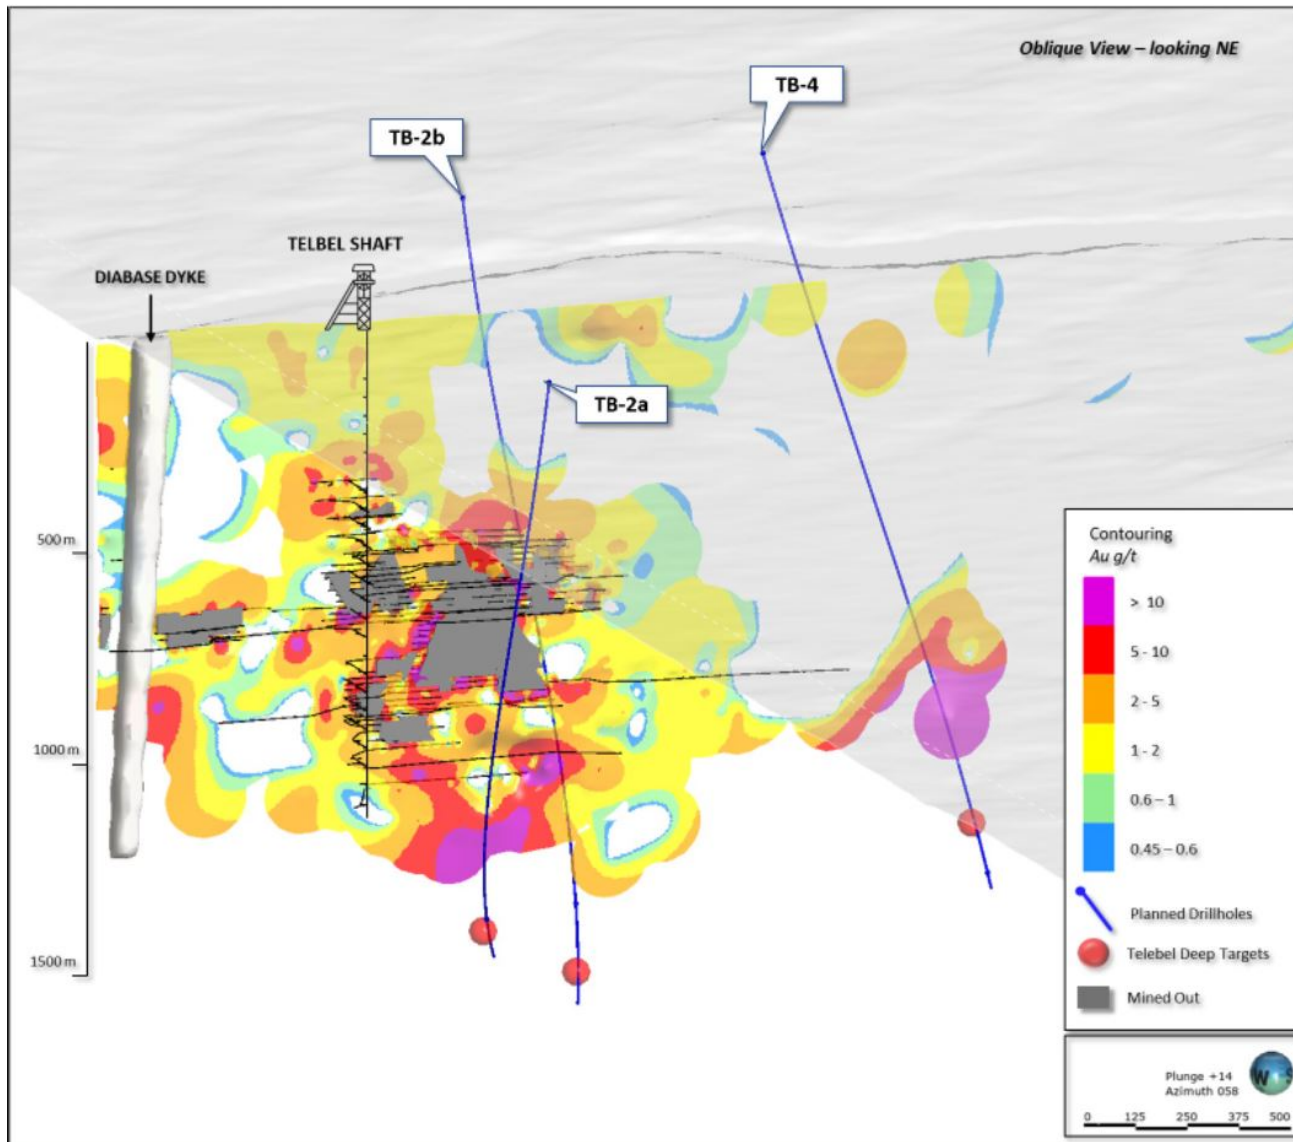 Oblique View – looking NE
TB-4
TB-2b
TELBEL SHAFT
DIABASE DYKE
TB-2a
500 m
1000 m
1500 m
Contouring
Au g/t
> 10
5 - 10
2 - 5
1 - 2
0.6 – 1
0.45 – 0.6
Planned Drillholes
Telebel Deep Targets
Mined Out
Plunge +14
Azimuth 058
W S
0 125 250 375 500